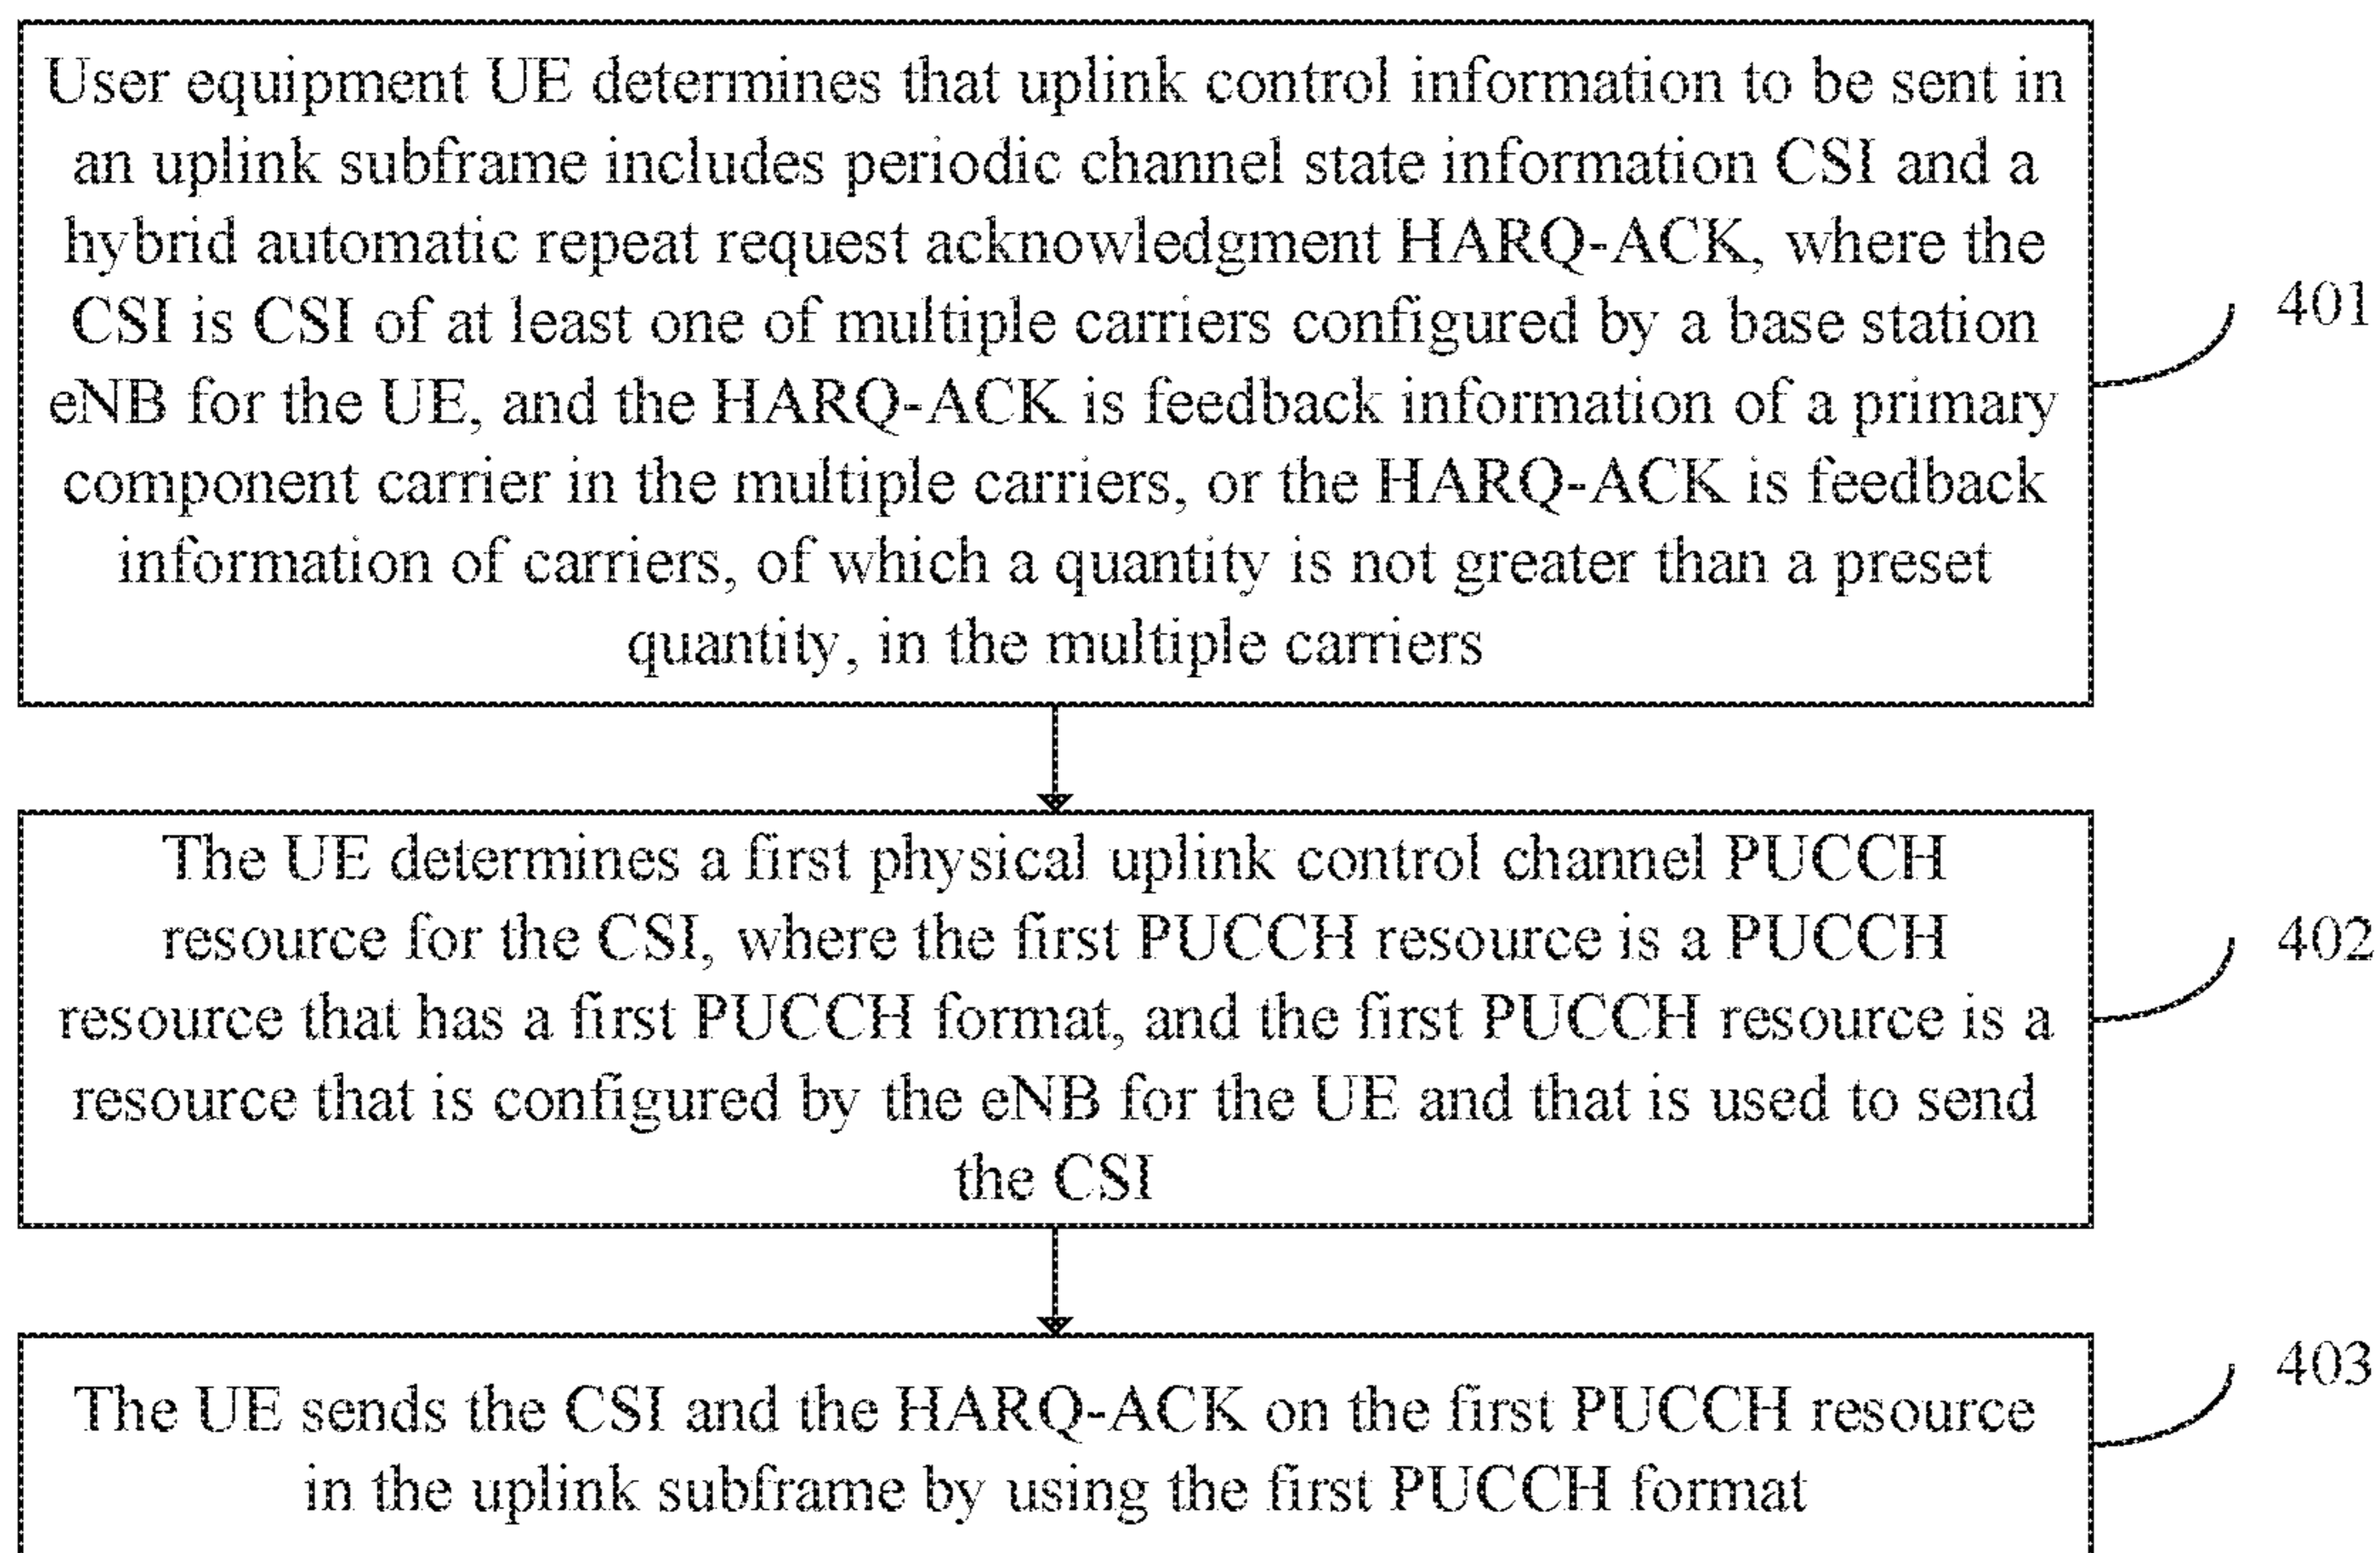 User equipment UE determines that uplink control information to be sent in
an uplink subframe includes periodic channel state information CSI and a
hybrid automatic repeat request acknowledgment HARQ-ACK, where the
CSI is CSI of at least one of multiple carriers configured by a base station
eNB for the UE, and the HARQ-ACK is feedback information of a primary
component carrier in the multiple carriers, or the HARQ-ACK is feedback
information of carriers, of which a quantity is not greater than a preset
quantity, in the multiple carriers
401
The UE determines a first physical uplink control channel PUCCH
resource for the CSI, where the first PUCCH resource is a PUCCH
resource that has a first PUCCH format, and the first PUCCH resource is a
resource that is configured by the eNB for the UE and that is used to send
the CSI
402
The UE sends the CSI and the HARQ-ACK on the first PUCCH resource
in the uplink subframe by using the first PUCCH format
403